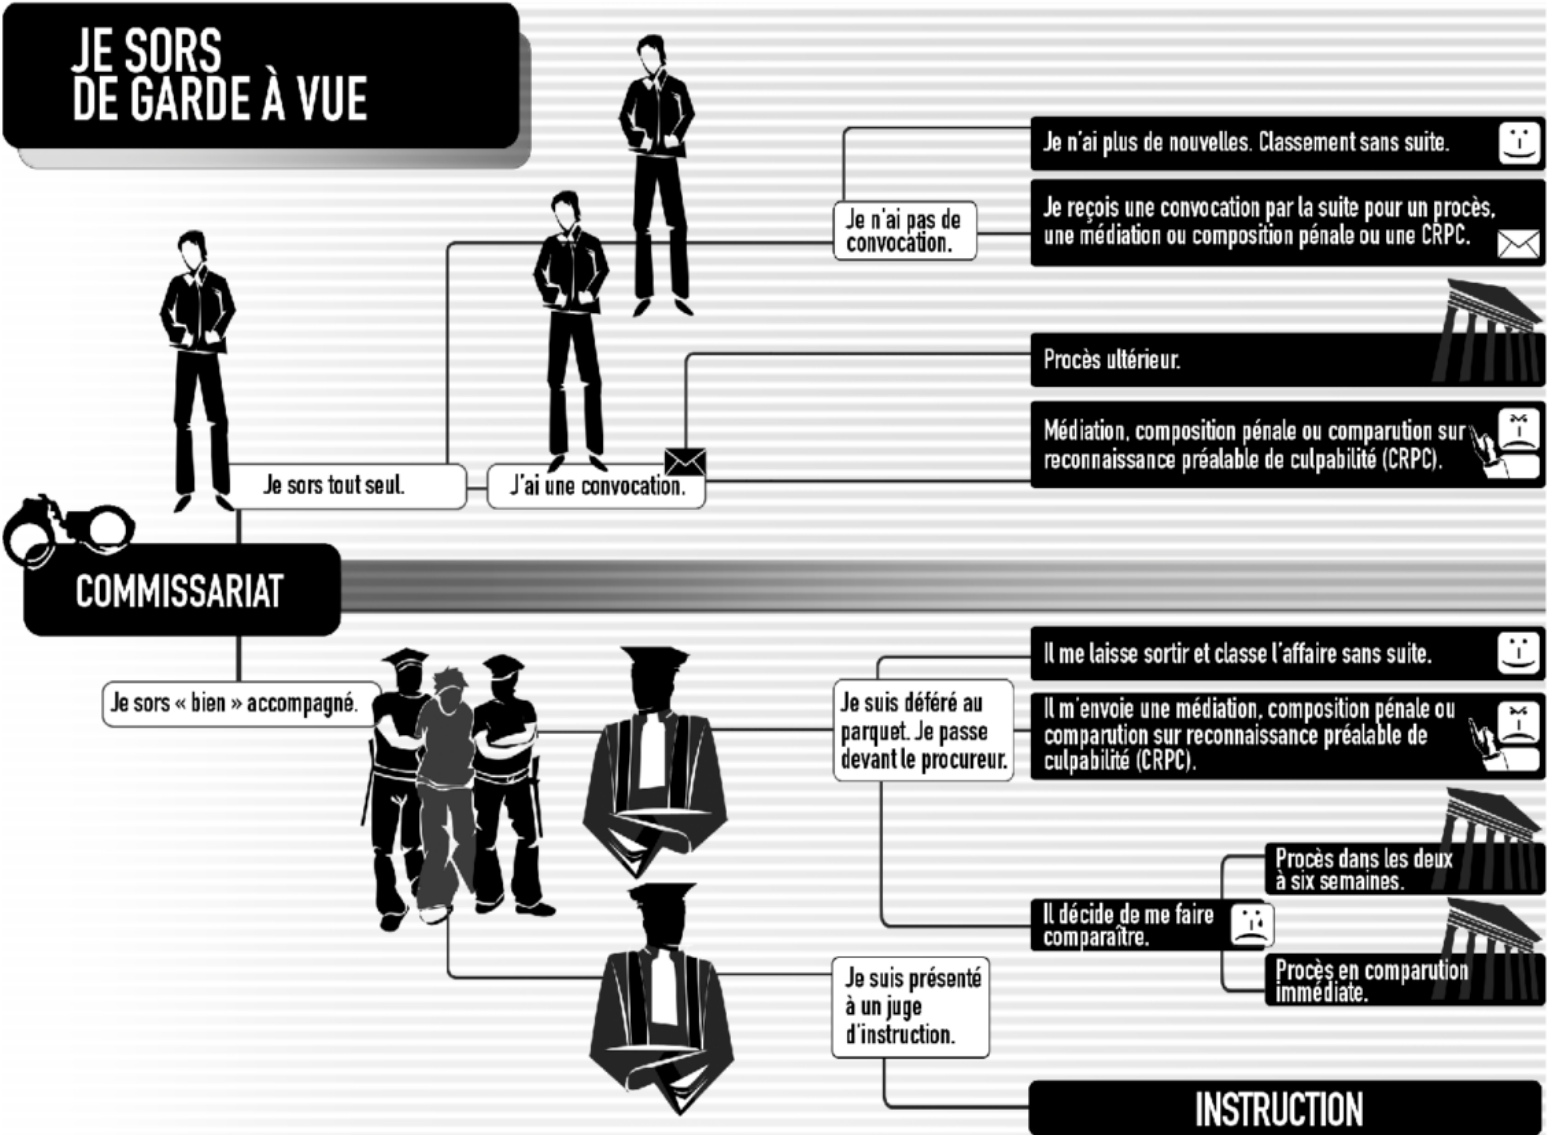 JE SORS
DE GARDE À VUE
Je n'ai plus de nouvelles. Classement sans suite.
Je n'ai pas de
convocation.
Je reçois une convocation par la suite pour un procès,
une médiation ou composition pénale ou une CRPC.
Procès ultérieur.
Médiation, composition pénale ou comparution sur
reconnaissance préalable de culpabilité (CRPC).
Je sors tout seul.
J'ai une convocation.
COMMISSARIAT
Je sors « bien » accompagné.
Je suis déféré au
parquet. Je passe
devant le procureur.
Il me laisse sortir et classe l'affaire sans suite.
Il m'envoie une médiation, composition pénale ou
comparution sur reconnaissance préalable de
culpabilité (CRPC).
Procès dans les deux
à six semaines.
Il décide de me faire
comparaître.
Procès en comparution
immédiate.
Je suis présenté
à un juge
d'instruction.
INSTRUCTION